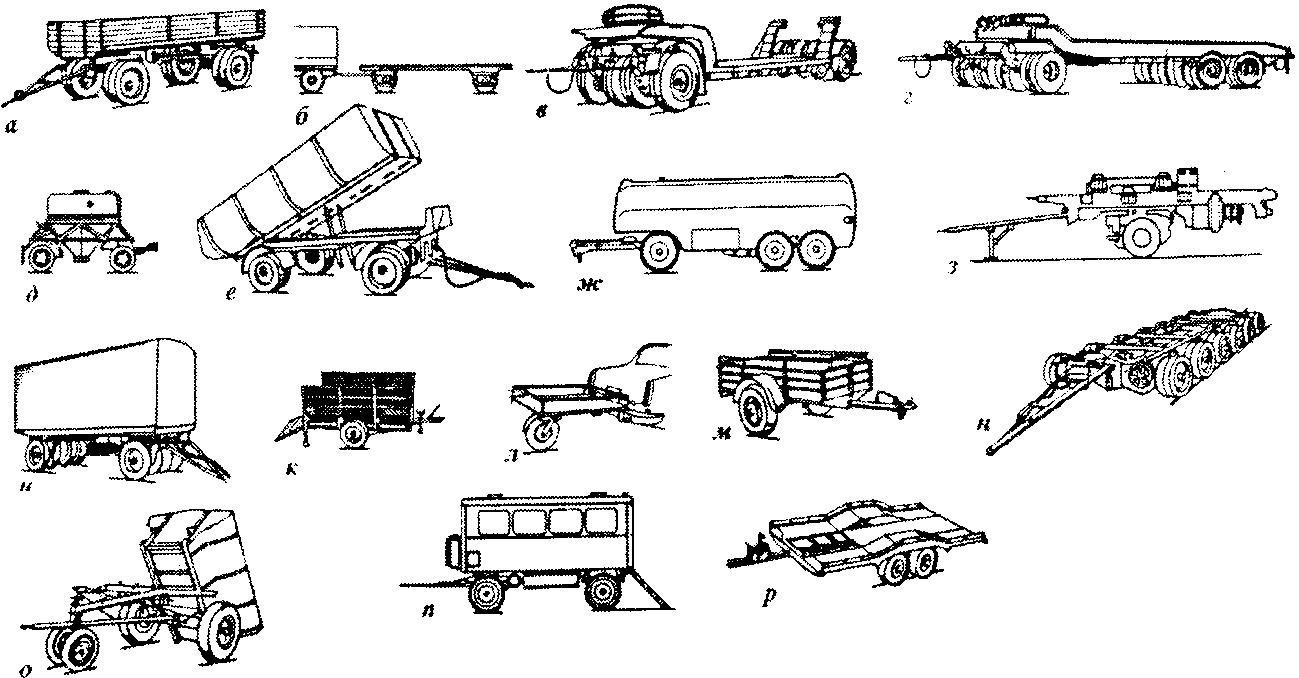 а б в г
д е ж з
и к л м н
о п р